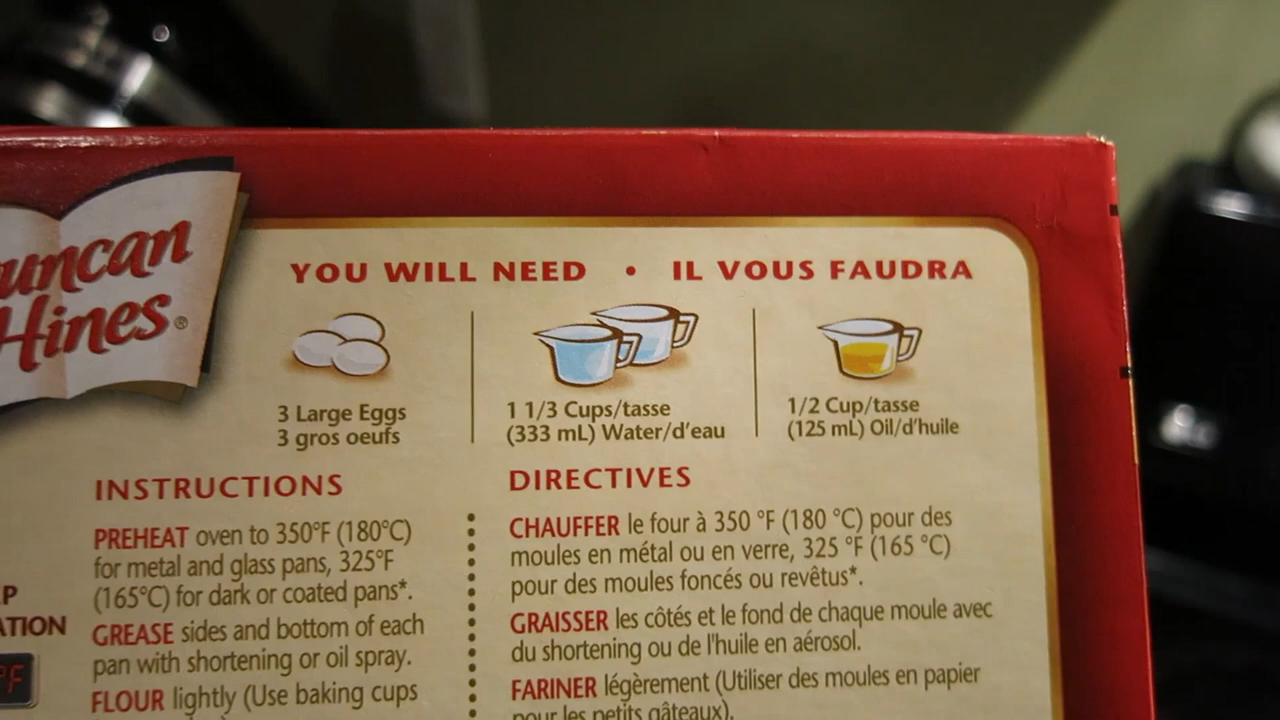 Duncan
Hines®
YOU WILL NEED • IL VOUS FAUDRA
3 Large Eggs
3 gros oeufs
1 1/3 Cups/tasse
(333 mL) Water/d'eau
1/2 Cup/tasse
(125 mL) Oil/d'huile
INSTRUCTIONS
PREHEAT oven to 350°F (180°C)
for metal and glass pans, 325°F
(165°C) for dark or coated pans*.
GREASE sides and bottom of each
pan with shortening or oil spray.
FLOUR lightly (Use baking cups
DIRECTIVES
CHAUFFER le four à 350 °F (180 °C) pour des
moules en métal ou en verre, 325 °F (165 °C)
pour des moules foncés ou revêtus*.
GRAISSER les côtés et le fond de chaque moule avec
du shortening ou de l'huile en aérosol.
FARINER légèrement (Utiliser des moules en papier
pour les petits gâteaux).